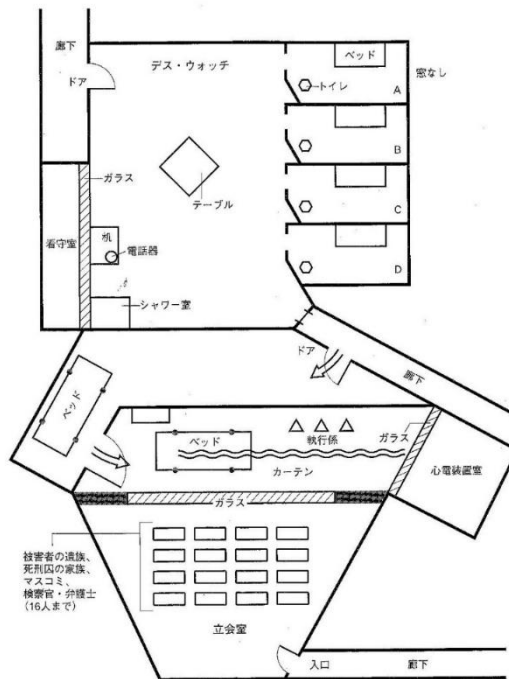 廊下
ドア
デス・ウォッチ
ベッド
窓なし
トイレ
A
B
C
D
ガラス
テーブル
看守室
机
電話器
シャワー室
ドア
廊下
ベッド
ベッド
執行係
ガラス
カーテン
心電装置室
ガラス
被害者の遺族、
死刑囚の家族、
マスコミ、
検察官・弁護士
(16人まで)
立会室
入口
廊下